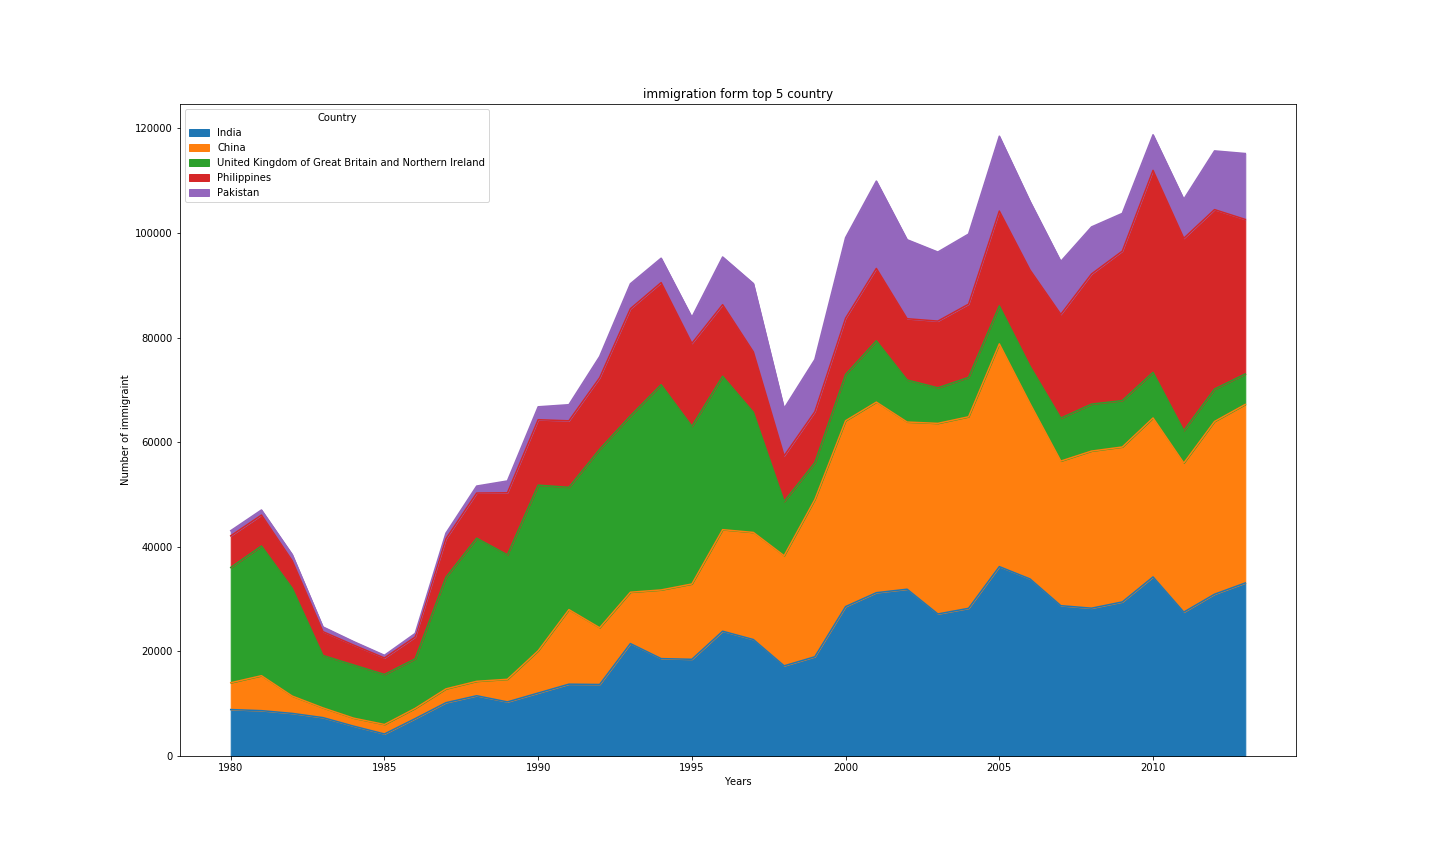 immigration form top 5 country
Country
India
China
United Kingdom of Great Britain and Northern Ireland
Philippines
Pakistan
120000
100000
80000
60000
40000
20000
0
Number of immigraint
1980 1985 1990 1995 2000 2005 2010
Years